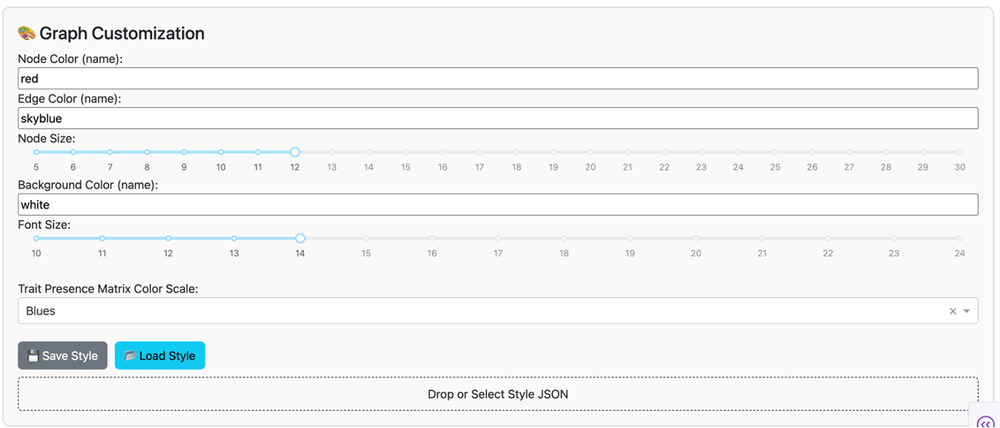 🎨 Graph Customization
Node Color (name):
red
Edge Color (name):
skyblue
Node Size:
5 6 7 8 9 10 11 12 13 14 15 16 17 18 19 20 21 22 23 24 25 26 27 28 29 30
Background Color (name):
white
Font Size:
10 11 12 13 14 15 16 17 18 19 20 21 22 23 24
Trait Presence Matrix Color Scale:
Blues
💾 Save Style 📂 Load Style
Drop or Select Style JSON